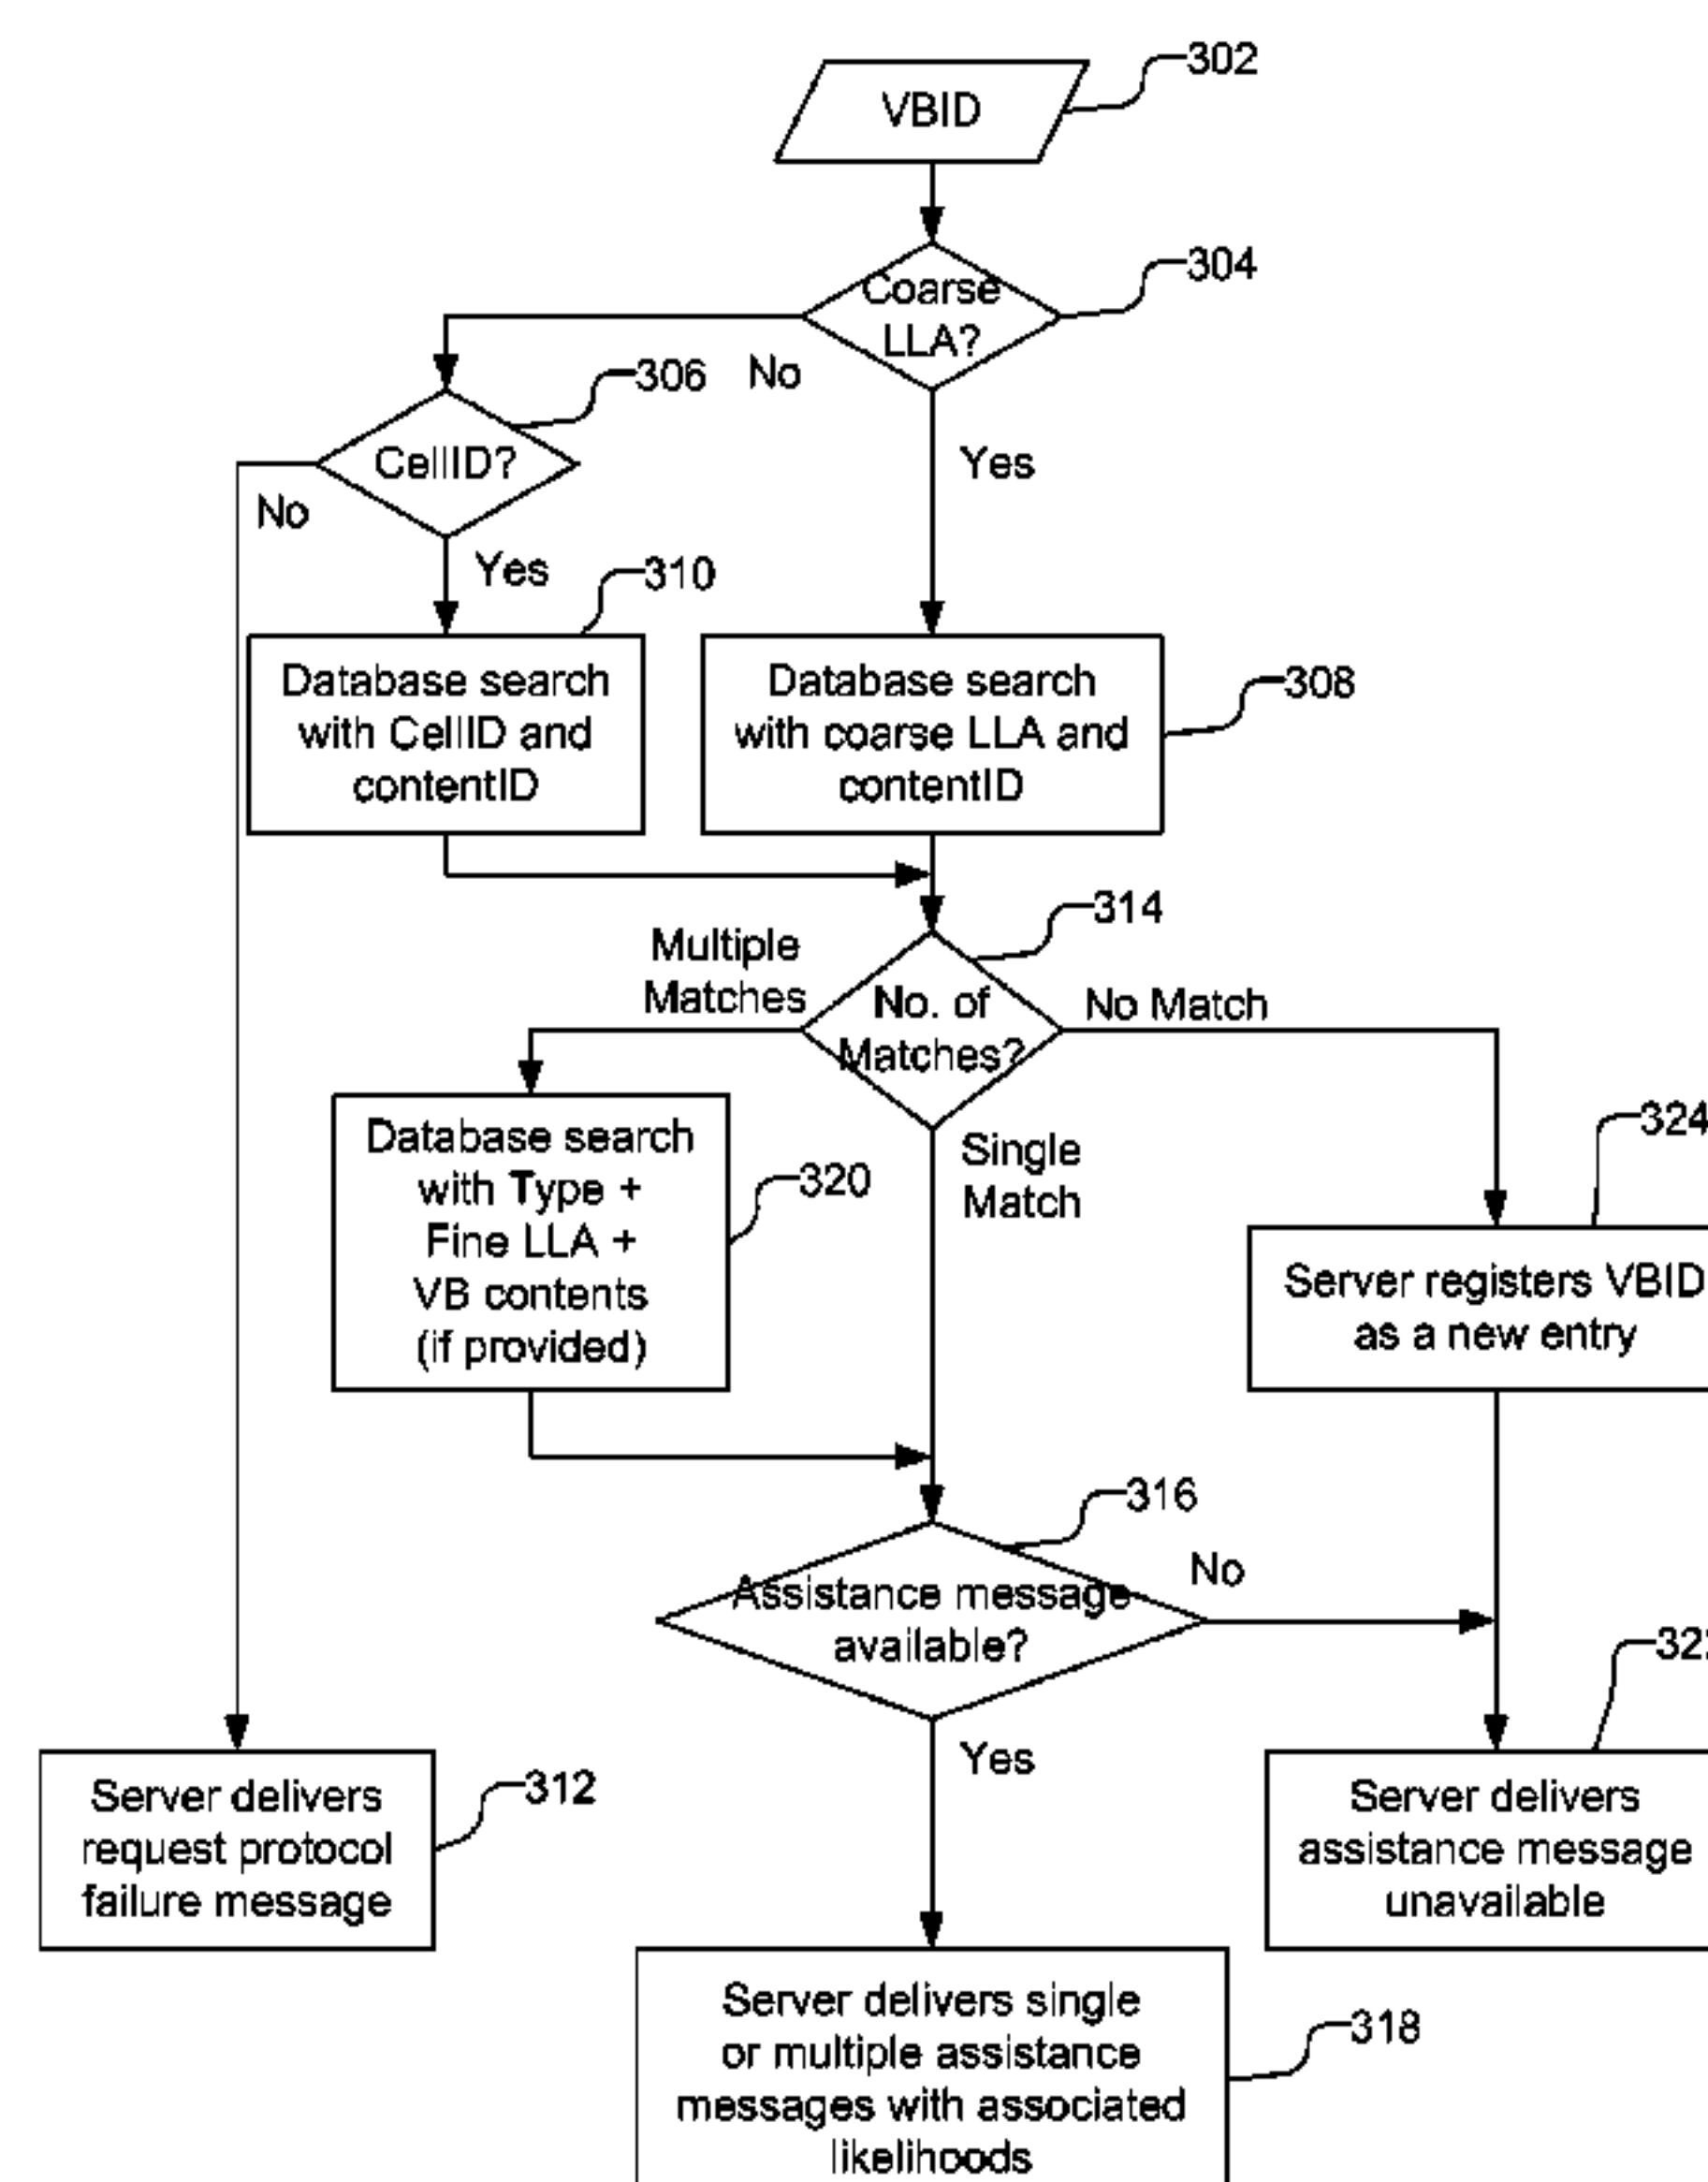 302
VBID
304
Coarse
LLA?
306
No
CellID?
Yes
No
Yes
310
Database search
with CellID and
contentID
Database search
with coarse LLA and
contentID
308
314
Multiple
Matches
No. of
Matches?
No Match
Database search
with Type +
Fine LLA +
VB contents
(if provided)
320
Single
Match
324
Server registers VBID
as a new entry
316
Assistance message
available?
No
Yes
Server delivers
request protocol
failure message
312
Server delivers
assistance message
unavailable
Server delivers single
or multiple assistance
messages with associated
likelihoods
318